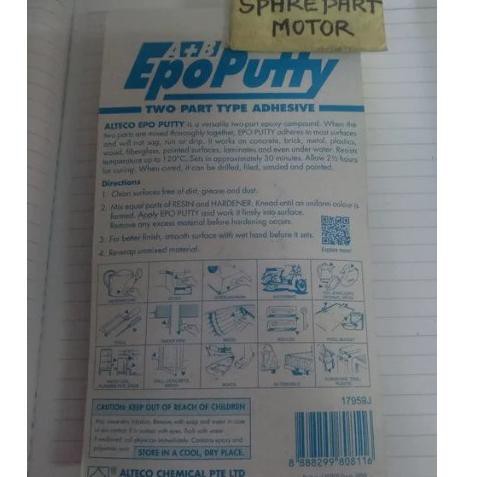 SPAREPART
MOTOR
A+B
EpoPutty
TWO PART TYPE ADHESIVE
ALTECO EPO PUTTY is a versatile two-part epoxy compound. When the
two parts are mixed thoroughly together, EPO PUTTY adheres to most surfaces
and will not sag, run or drip. It works on concrete, brick, metal, plastics,
wood, fiberglass, painted surfaces, laminates and even under water. Resists
temperature up to 120°C. Sets in approximately 30 minutes. Allow 2½ hours
for curing. When cured, it can be drilled, filed, sanded and painted.
Directions
1. Clean surfaces free of dirt, grease and dust.
2. Mix equal parts of RESIN and HARDENER. Knead until an uniform colour is
formed. Apply EPO PUTTY and work it firmly into surface.
Remove any excess material before hardening occurs.
3. For better finish, smooth surface with wet hand before it sets.
4. Re-wrap unmixed material.
17959J
CAUTION: KEEP OUT OF REACH OF CHILDREN
STORE IN A COOL, DRY PLACE.
8 888299 808116
ALTECO CHEMICAL PTE LTD